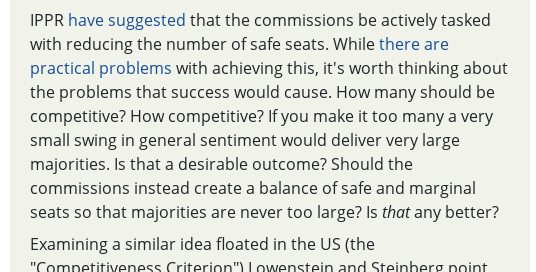 IPPR have suggested that the commissions be actively tasked
with reducing the number of safe seats. While there are
practical problems with achieving this, it's worth thinking about
the problems that success would cause. How many should be
competitive? How competitive? If you make it too many a very
small swing in general sentiment would deliver very large
majorities. Is that a desirable outcome? Should the
commissions instead create a balance of safe and marginal
seats so that majorities are never too large? Is that any better?
Examining a similar idea floated in the US (the
"Competitiveness Criterion") Lowenstein and Steinberg point